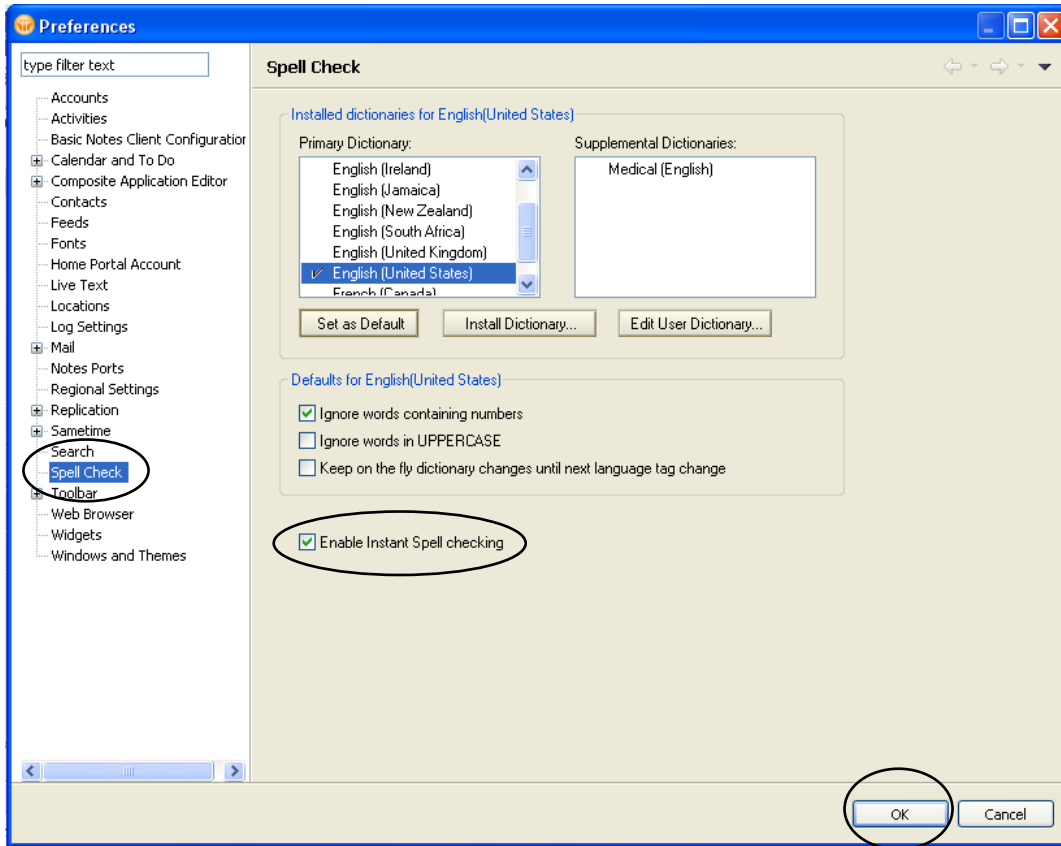 Preferences
type filter text
Spell Check
Accounts
Activities
Basic Notes Client Configuration
Calendar and To Do
Composite Application Editor
Contacts
Feeds
Fonts
Home Portal Account
Live Text
Locations
Log Settings
Mail
Notes Ports
Regional Settings
Replication
Sametime
Search
Spell Check
Toolbar
Web Browser
Widgets
Windows and Themes
Installed dictionaries for English(United States)
Primary Dictionary:
English (Ireland)
English (Jamaica)
English (New Zealand)
English (South Africa)
English (United Kingdom)
English (United States)
French (Canada)
Supplemental Dictionaries:
Medical (English)
Set as Default
Install Dictionary...
Edit User Dictionary...
Defaults for English(United States)
Ignore words containing numbers
Ignore words in UPPERCASE
Keep on the fly dictionary changes until next language tag change
Enable Instant Spell checking
OK
Cancel